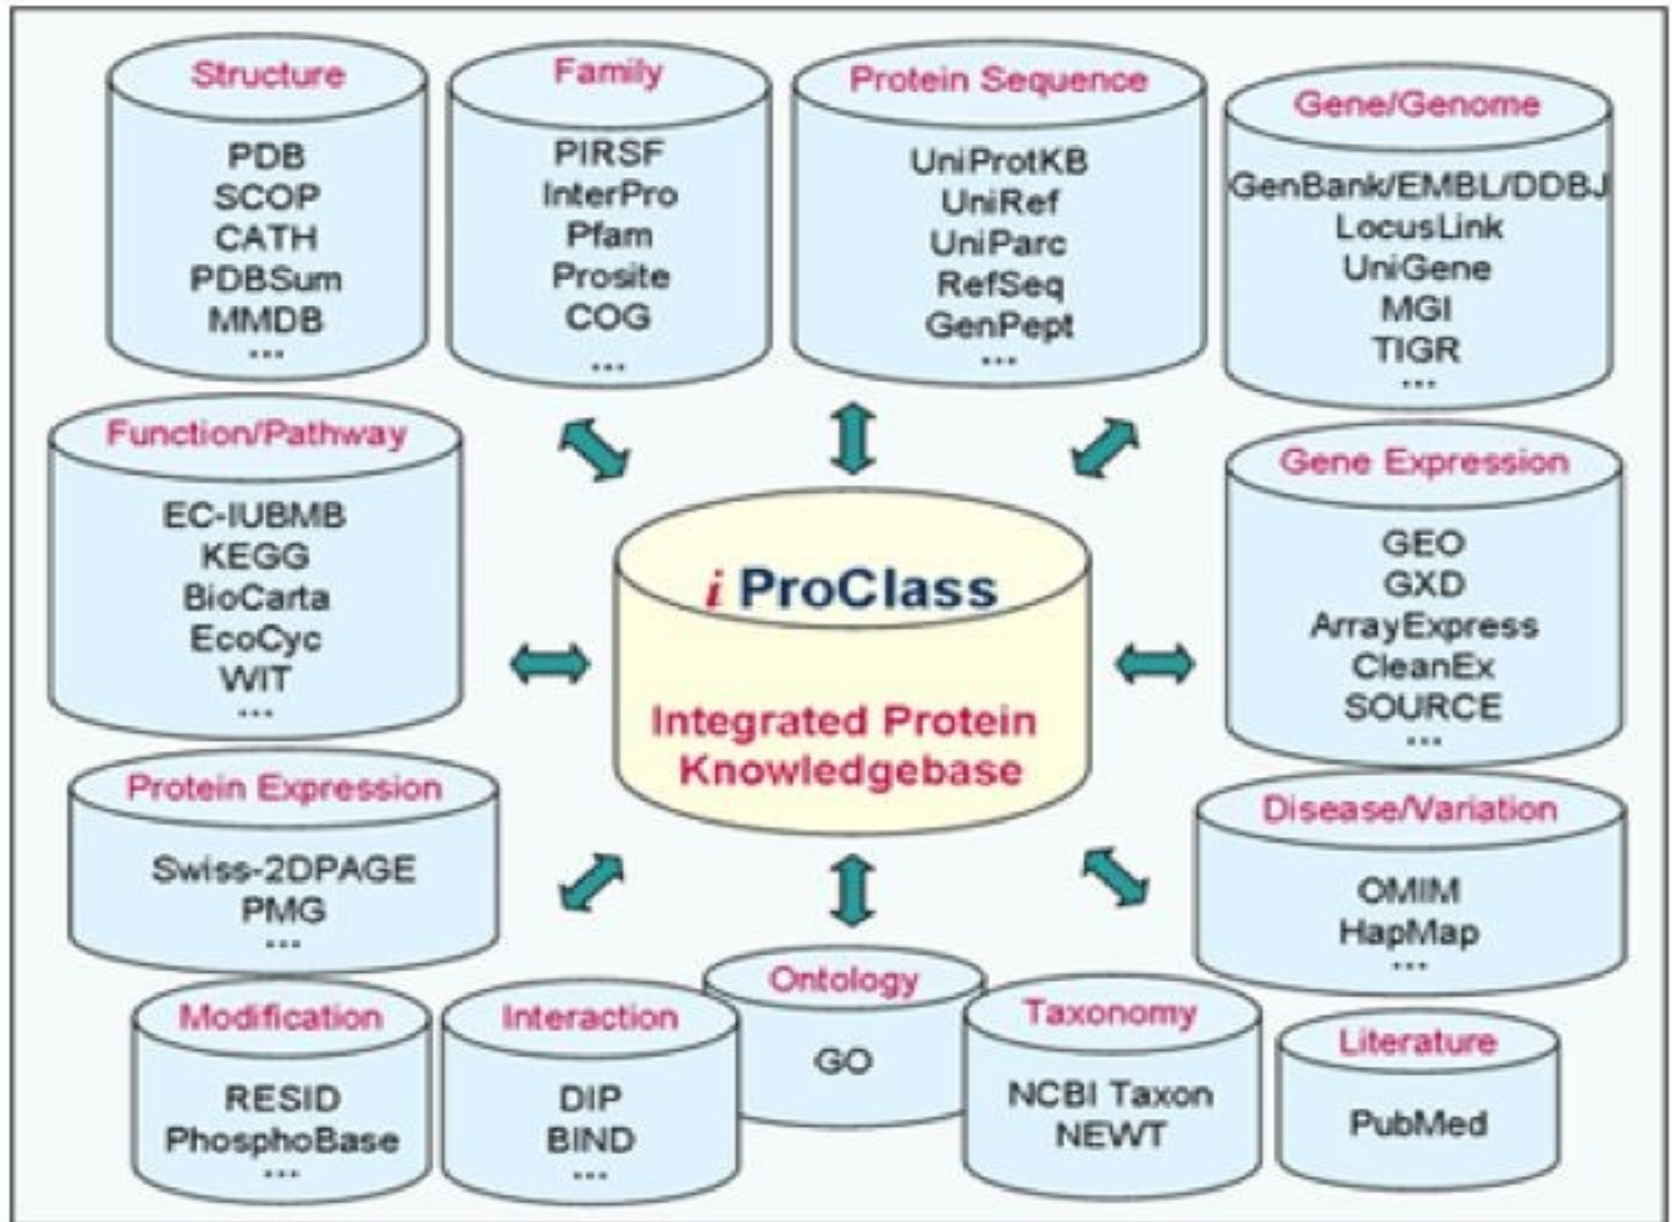 Structure
PDB
SCOP
CATH
PDBSum
MMDB
...
Family
PIRSF
InterPro
Pfam
Prosite
COG
...
Protein Sequence
UniProtKB
UniRef
UniParc
RefSeq
GenPept
...
Gene/Genome
GenBank/EMBL/DDBJ
LocusLink
UniGene
MGI
TIGR
...
Function/Pathway
EC-IUBMB
KEGG
BioCarta
EcoCyc
WIT
...
i ProClass
Integrated Protein
Knowledgebase
Gene Expression
GEO
GXD
ArrayExpress
CleanEx
SOURCE
...
Protein Expression
Swiss-2DPAGE
PMG
...
Disease/Variation
OMIM
HapMap
...
Modification
RESID
PhosphoBase
...
Interaction
DIP
BIND
...
Ontology
GO
Taxonomy
NCBI Taxon
NEWT
Literature
PubMed